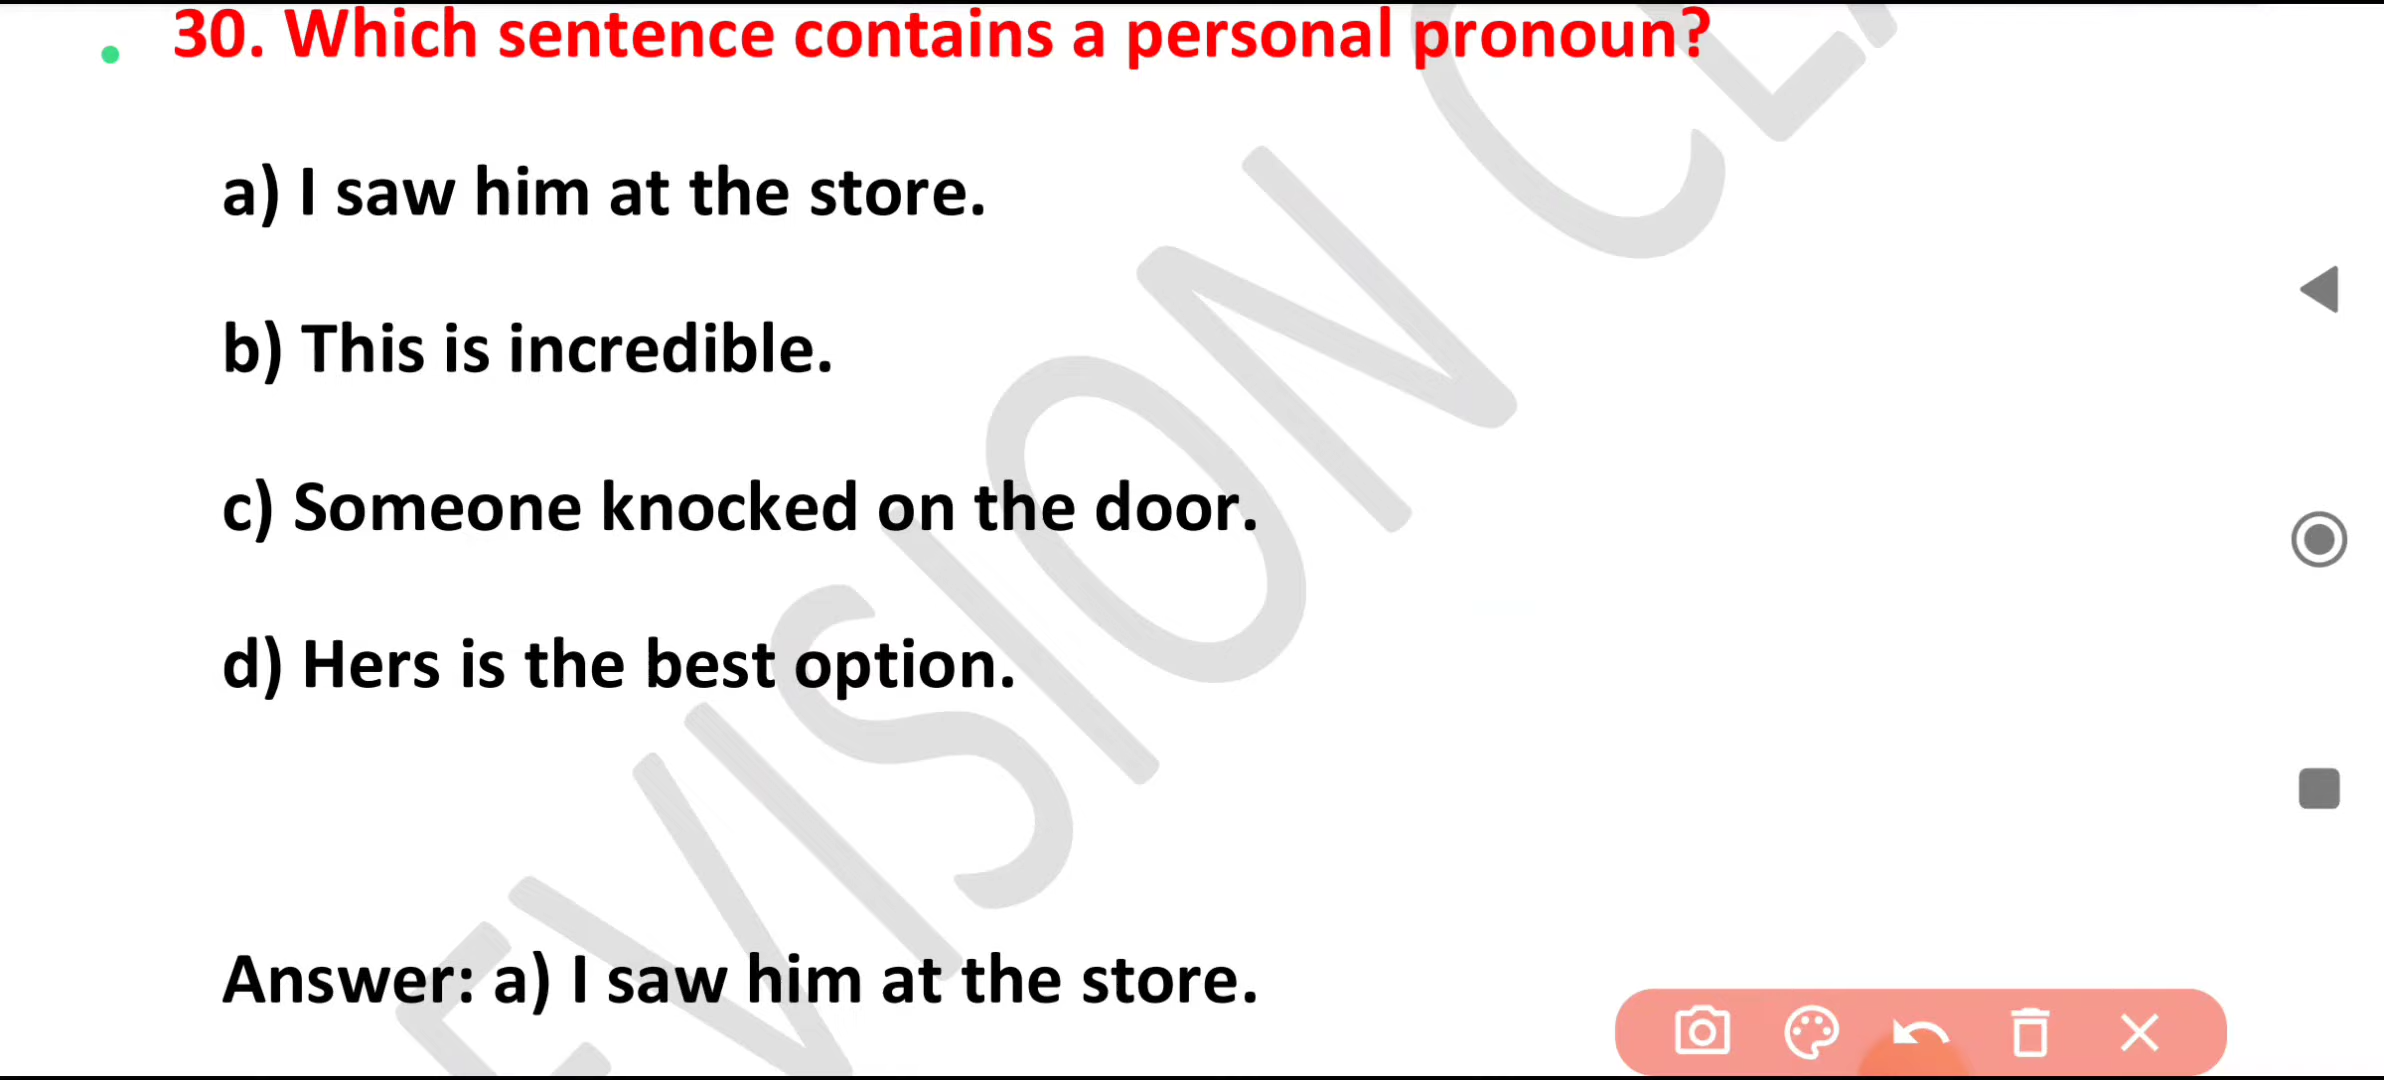 30. Which sentence contains a personal pronoun?
a) I saw him at the store.
b) This is incredible.
c) Someone knocked on the door.
d) Hers is the best option.
Answer: a) I saw him at the store.